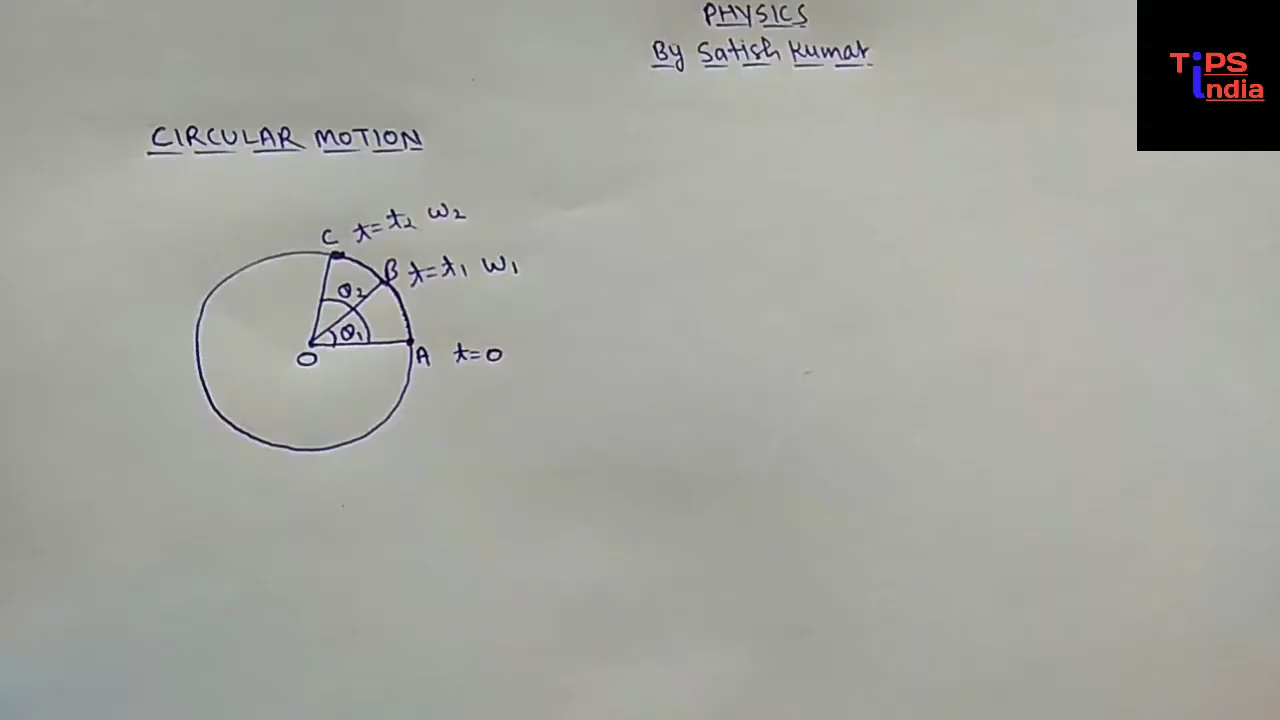 PHYSICS
By Satish Kumar
TiPS
india
CIRCULAR MOTION
C t=t₂ ω₂
B t=t₁ ω₁
θ₂
θ₁
O
A t=0